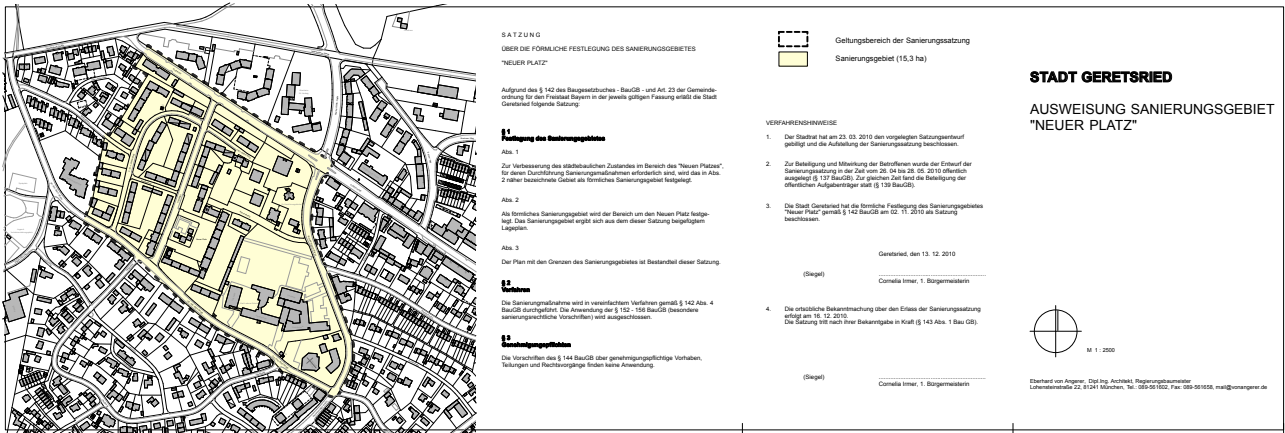 SATZUNG
ÜBER DIE FÖRMLICHE FESTLEGUNG DES SANIERUNGSGEBIETES
"NEUER PLATZ"
Aufgrund des § 142 des Baugesetzbuches - BauGB - und Art. 23 der Gemeinde-
ordnung für den Freistaat Bayern in der jeweils gültigen Fassung erläßt die Stadt
Geretsried folgende Satzung:
§ 1
Festlegung des Sanierungsgebietes
Abs. 1
Zur Verbesserung des städtebaulichen Zustandes im Bereich des "Neuen Platzes",
für deren Durchführung Sanierungsmaßnahmen erforderlich sind, wird das in Abs.
2 näher bezeichnete Gebiet als förmliches Sanierungsgebiet festgelegt.
Abs. 2
Als förmliches Sanierungsgebiet wird der Bereich um den Neuen Platz festge-
legt. Das Sanierungsgebiet ergibt sich aus dem dieser Satzung beigefügtem
Lageplan.
Abs. 3
Der Plan mit den Grenzen des Sanierungsgebietes ist Bestandteil dieser Satzung.
§ 2
Verfahren
Die Sanierungmaßnahme wird in vereinfachtem Verfahren gemäß § 142 Abs. 4
BauGB durchgeführt. Die Anwendung der § 152 - 156 BauGB (besondere
sanierungsrechtliche Vorschriften) wird ausgeschlossen.
§ 3
Genehmigungspflichten
Die Vorschriften des § 144 BauGB über genehmigungspflichtige Vorhaben,
Teilungen und Rechtsvorgänge finden keine Anwendung.
Geltungsbereich der Sanierungssatzung
Sanierungsgebiet (15,3 ha)
VERFAHRENSHINWEISE
1. Der Stadtrat hat am 23. 03. 2010 den vorgelegten Satzungsentwurf
gebilligt und die Aufstellung der Sanierungssatzung beschlossen.
2. Zur Beteiligung und Mitwirkung der Betroffenen wurde der Entwurf der
Sanierungssatzung in der Zeit vom 26. 04 bis 28. 05. 2010 öffentlich
ausgelegt (§ 137 BauGB). Zur gleichen Zeit fand die Beteiligung der
öffentlichen Aufgabenträger statt (§ 139 BauGB).
3. Die Stadt Geretsried hat die förmliche Festlegung des Sanierungsgebietes
"Neuer Platz" gemäß § 142 BauGB am 02. 11. 2010 als Satzung
beschlossen.
Geretsried, den 13. 12. 2010
(Siegel)
Cornelia Irmer, 1. Bürgermeisterin
4. Die ortsübliche Bekanntmachung über den Erlass der Sanierungssatzung
erfolgt am 16. 12. 2010.
Die Satzung tritt nach ihrer Bekanntgabe in Kraft (§ 143 Abs. 1 Bau GB).
(Siegel)
Cornelia Irmer, 1. Bürgermeisterin
STADT GERETSRIED
AUSWEISUNG SANIERUNGSGEBIET
"NEUER PLATZ"
M 1 : 2500
Eberhard von Angerer, Dipl.Ing. Architekt, Regierungsbaumeister
Lohensteinstraße 22, 81241 München, Tel.: 089-561602, Fax: 089-561658, mail@vonangerer.de